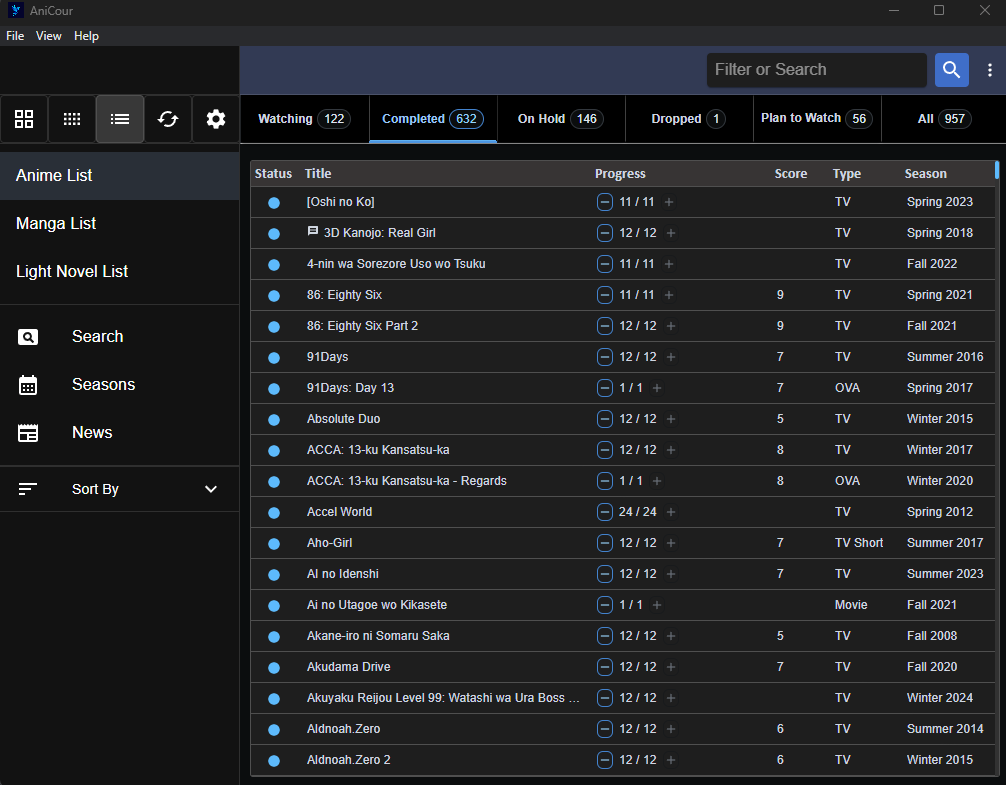 AniCour
File View Help
Filter or Search
Watching 122 Completed 632 On Hold 146 Dropped 1 Plan to Watch 56 All 957
Anime List
Manga List
Light Novel List
Search
Seasons
News
Sort By
Status Title Progress Score Type Season
[Oshi no Ko] 11 / 11 + TV Spring 2023
3D Kanojo: Real Girl 12 / 12 + TV Spring 2018
4-nin wa Sorezore Uso wo Tsuku 11 / 11 + TV Fall 2022
86: Eighty Six 11 / 11 + 9 TV Spring 2021
86: Eighty Six Part 2 12 / 12 + 9 TV Fall 2021
91Days 12 / 12 + 7 TV Summer 2016
91Days: Day 13 1 / 1 + 7 OVA Spring 2017
Absolute Duo 12 / 12 + 5 TV Winter 2015
ACCA: 13-ku Kansatsu-ka 12 / 12 + 8 TV Winter 2017
ACCA: 13-ku Kansatsu-ka - Regards 1 / 1 + 8 OVA Winter 2020
Accel World 24 / 24 + TV Spring 2012
Aho-Girl 12 / 12 + 7 TV Short Summer 2017
AI no Idenshi 12 / 12 + 7 TV Summer 2023
Ai no Utagoe wo Kikasete 1 / 1 + Movie Fall 2021
Akane-iro ni Somaru Saka 12 / 12 + 5 TV Fall 2008
Akudama Drive 12 / 12 + 7 TV Fall 2020
Akuyaku Reijou Level 99: Watashi wa Ura Boss ... 12 / 12 + TV Winter 2024
Aldnoah.Zero 12 / 12 + 6 TV Summer 2014
Aldnoah.Zero 2 12 / 12 + 6 TV Winter 2015